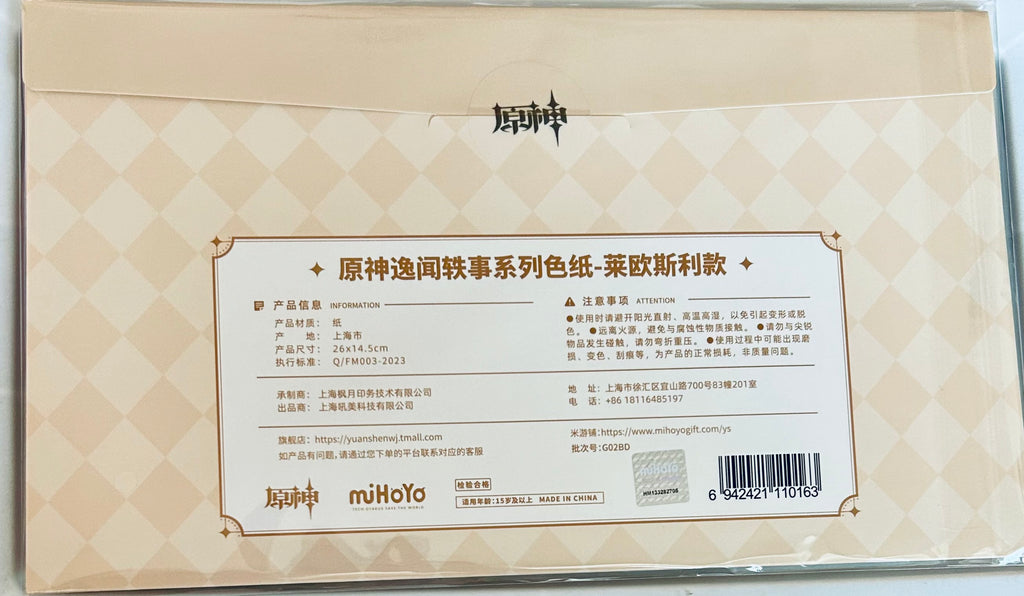 原神
原神逸闻轶事系列色纸-莱欧斯利款
产品信息 INFORMATION
产品材质： 纸
产 地： 上海市
产品尺寸： 26x14.5cm
执行标准： Q/FM003-2023
注意事项 ATTENTION
●使用时请避开阳光直射、高温高湿，以免引起变形或脱
色。●远离火源，避免与腐蚀性物质接触。●请勿与尖锐
物品发生碰触，请勿弯折重压。●使用过程中可能出现磨
损、变色、刮痕等，为产品的正常损耗，非质量问题。
承制商： 上海枫月印务技术有限公司
出品商： 上海吼美科技有限公司
地 址： 上海市徐汇区宜山路700号83幢201室
电 话： +86 18116485197
旗舰店： https://yuanshenwj.tmall.com
如产品有问题,请通过您下单的平台联系对应的客服
米游铺:https://www.mihoyogift.com/ys
批次号:G02BD
原神
miHoYo
TECH OTAKUS SAVE THE WORLD
检验合格
适用年龄:15岁及以上 MADE IN CHINA
miHoYo
HM133282708
6 942421 110163